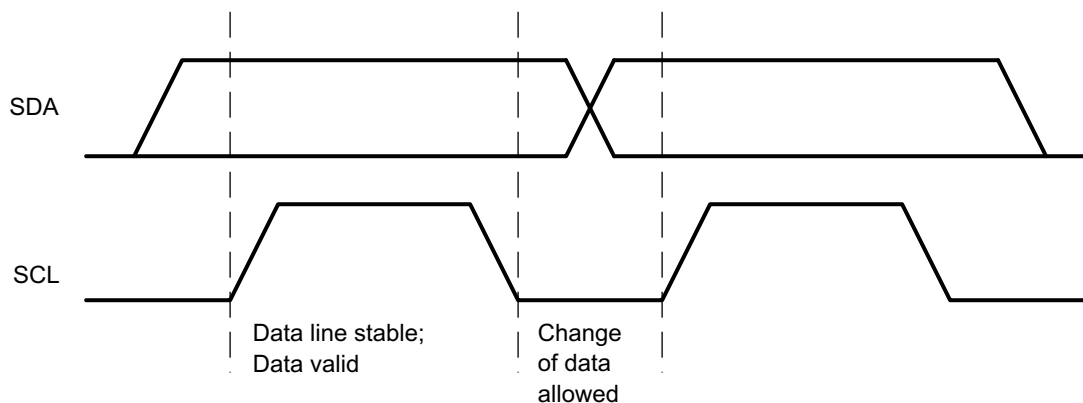 SDA
SCL
Data line stable;
Data valid
Change
of data
allowed